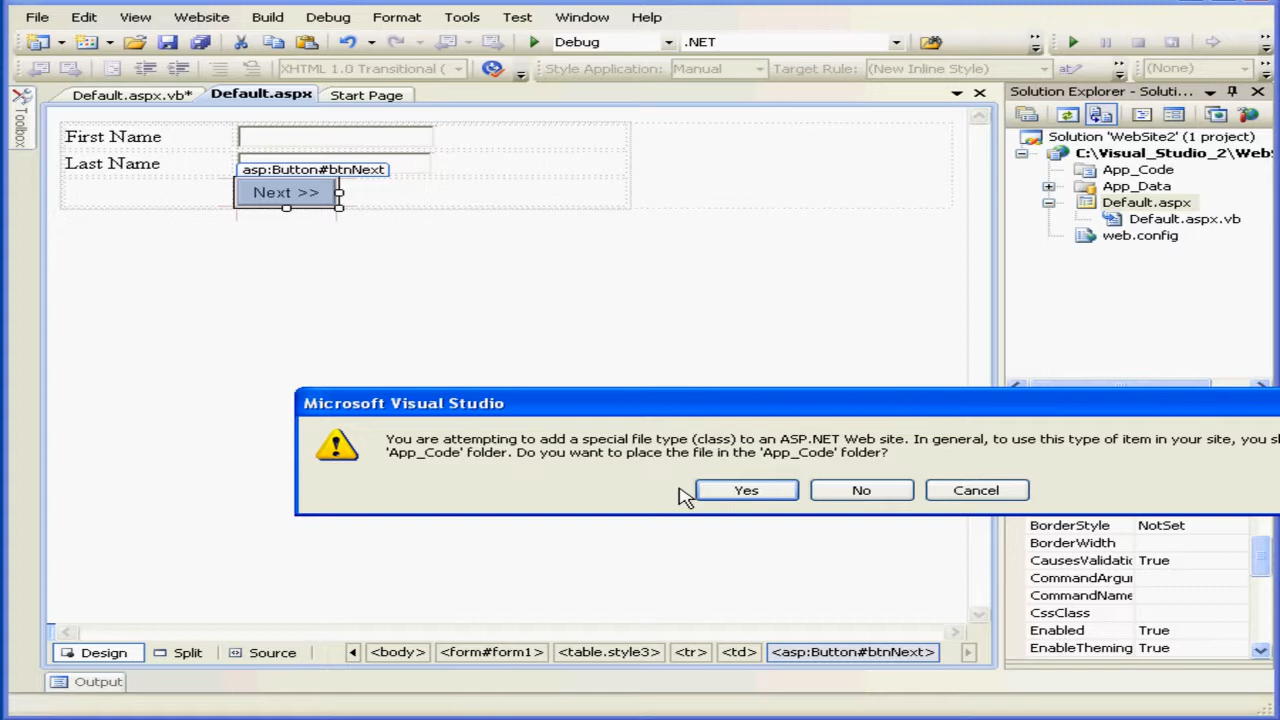 File Edit View Website Build Debug Format Tools Test Window Help
Debug .NET
XHTML 1.0 Transitional ( Style Application: Manual Target Rule: (New Inline Style) (None)
Toolbox
Default.aspx.vb* Default.aspx Start Page
First Name
Last Name
asp:Button#btnNext
Next >>
Solution Explorer - Soluti...
Solution 'WebSite2' (1 project)
C:\Visual_Studio_2\WebS
App_Code
App_Data
Default.aspx
Default.aspx.vb
web.config
Microsoft Visual Studio
You are attempting to add a special file type (class) to an ASP.NET Web site. In general, to use this type of item in your site, you s
'App_Code' folder. Do you want to place the file in the 'App_Code' folder?
Yes No Cancel
BorderStyle NotSet
BorderWidth
CausesValidatic True
CommandArgur
CommandName
CssClass
Enabled True
EnableTheming True
Design Split Source <body> <form#form1> <table.style3> <tr> <td> <asp:Button#btnNext>
Output